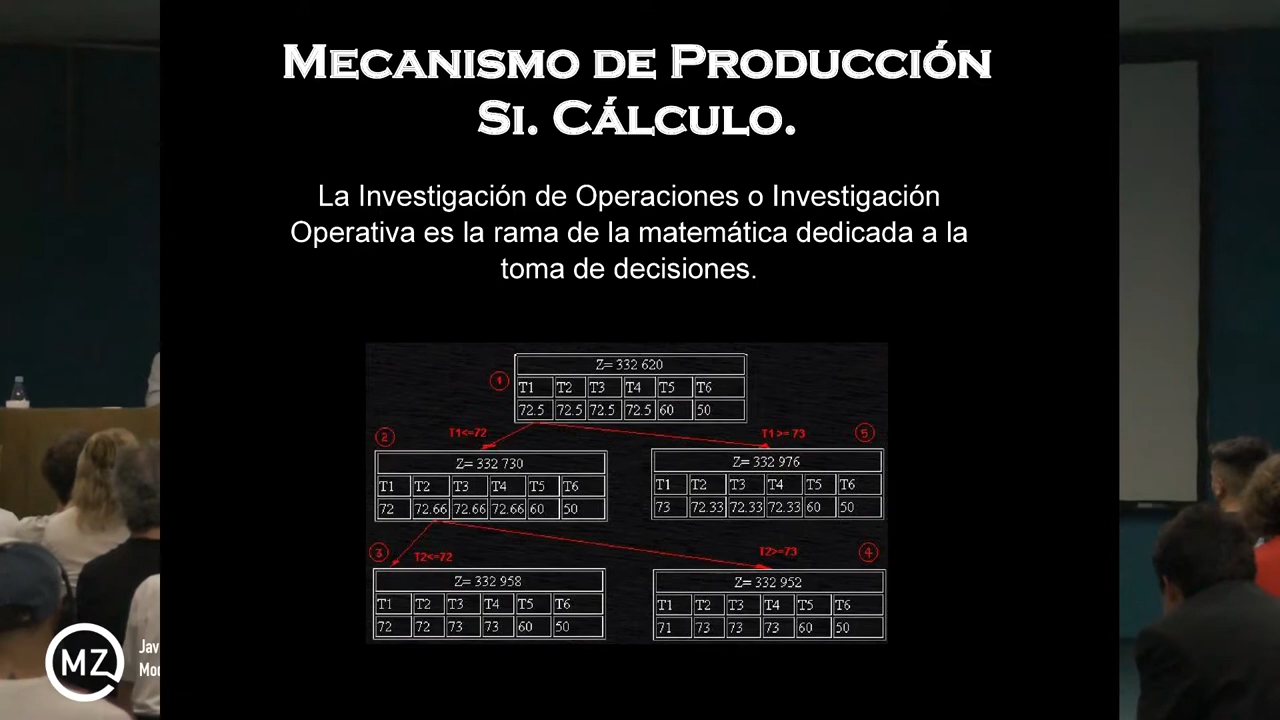 MECANISMO DE PRODUCCIÓN
SI. CÁLCULO.
La Investigación de Operaciones o Investigación
Operativa es la rama de la matemática dedicada a la
toma de decisiones.
Z= 332 620
1
T1 T2 T3 T4 T5 T6
72.5 72.5 72.5 72.5 60 50
2 T1<=72 T1>= 73 5
Z= 332 730
T1 T2 T3 T4 T5 T6
72 72.66 72.66 72.66 60 50
Z= 332 976
T1 T2 T3 T4 T5 T6
73 72.33 72.33 72.33 60 50
3 T2<=72 T2>=73 4
Z= 332 958
T1 T2 T3 T4 T5 T6
72 72 73 73 60 50
Z= 332 952
T1 T2 T3 T4 T5 T6
71 73 73 73 60 50
MZ
Jav